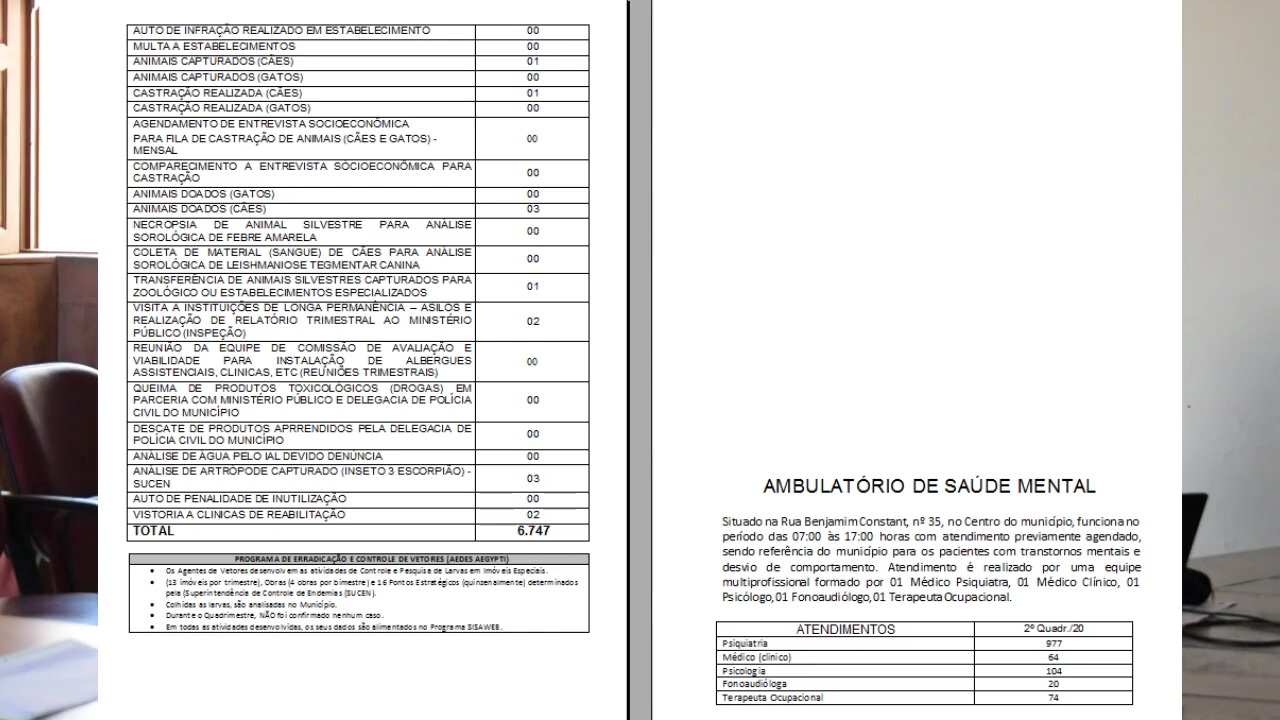 AUTO DE INFRAÇÃO REALIZADO EM ESTABELECIMENTO 00
MULTA A ESTABELECIMENTOS 00
ANIMAIS CAPTURADOS (CÃES) 01
ANIMAIS CAPTURADOS (GATOS) 00
CASTRAÇÃO REALIZADA (CÃES) 01
CASTRAÇÃO REALIZADA (GATOS) 00
AGENDAMENTO DE ENTREVISTA SOCIOECONÔMICA
PARA FILA DE CASTRAÇÃO DE ANIMAIS (CÃES E GATOS) - 00
MENSAL
COMPARECIMENTO A ENTREVISTA SÓCIOECONÔMICA PARA
CASTRAÇÃO 00
ANIMAIS DOADOS (GATOS) 00
ANIMAIS DOADOS (CÃES) 03
NECROPSIA DE ANIMAL SILVESTRE PARA ANÁLISE
SOROLÓGICA DE FEBRE AMARELA 00
COLETA DE MATERIAL (SANGUE) DE CÃES PARA ANÁLISE
SOROLÓGICA DE LEISHMANIOSE TEGMENTAR CANINA 00
TRANSFERÊNCIA DE ANIMAIS SILVESTRES CAPTURADOS PARA
ZOOLÓGICO OU ESTABELECIMENTOS ESPECIALIZADOS 01
VISITA A INSTITUIÇÕES DE LONGA PERMANÊNCIA – ASILOS E
REALIZAÇÃO DE RELATÓRIO TRIMESTRAL AO MINISTÉRIO 02
PÚBLICO (INSPEÇÃO)
REUNIÃO DA EQUIPE DE COMISSÃO DE AVALIAÇÃO E
VIABILIDADE PARA INSTALAÇÃO DE ALBERGUES 00
ASSISTENCIAIS, CLINICAS, ETC (REUNIÕES TRIMESTRAIS)
QUEIMA DE PRODUTOS TOXICOLÓGICOS (DROGAS) EM
PARCERIA COM MINISTÉRIO PÚBLICO E DELEGACIA DE POLÍCIA 00
CIVIL DO MUNICÍPIO
DESCATE DE PRODUTOS APRRENDIDOS PELA DELEGACIA DE
POLÍCIA CIVIL DO MUNICÍPIO 00
ANÁLISE DE ÁGUA PELO IAL DEVIDO DENÚNCIA 00
ANÁLISE DE ARTRÓPODE CAPTURADO (INSETO 3 ESCORPIÃO) -
SUCEN 03
AUTO DE PENALIDADE DE INUTILIZAÇÃO 00
VISTORIA A CLINICAS DE REABILITAÇÃO 02
TOTAL 6.747
PROGRAMA DE ERRADICAÇÃO E CONTROLE DE VETORES (AEDES AEGYPTI)
• Os Agentes de Vetores desenvolvem as atividades de Controle e Pesquisa de Larvas em Imóveis Especiais.
• (13 imóveis por trimestre), Obras (4 obras por bimestre) e 16 Pontos Estratégicos (quinzenalmente) determinados
pela (Superintendência de Controle de Endemias (SUCEN).
• Colhidas as larvas, são analisadas no Município.
• Durante o Quadrimestre, NÃO foi confirmado nenhum caso.
• Em todas as atividades desenvolvidas, os seus dados são alimentados no Programa SISAWEB.
AMBULATÓRIO DE SAÚDE MENTAL
Situado na Rua Benjamim Constant, nº 35, no Centro do município, funciona no
período das 07:00 às 17:00 horas com atendimento previamente agendado,
sendo referência do município para os pacientes com transtornos mentais e
desvio de comportamento. Atendimento é realizado por uma equipe
multiprofissional formado por 01 Médico Psiquiatra, 01 Médico Clínico, 01
Psicólogo, 01 Fonoaudiólogo, 01 Terapeuta Ocupacional.
ATENDIMENTOS 2º Quadr./20
Psiquiatria 977
Médico (clinico) 64
Psicologia 104
Fonoaudióloga 20
Terapeuta Ocupacional 74